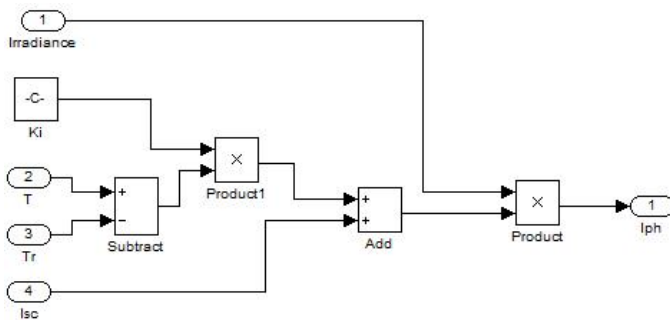 1
Irradiance
-C-
Ki
2
T
3
Tr
+
−
Subtract
×
Product1
4
Isc
+
+
Add
×
Product
1
Iph